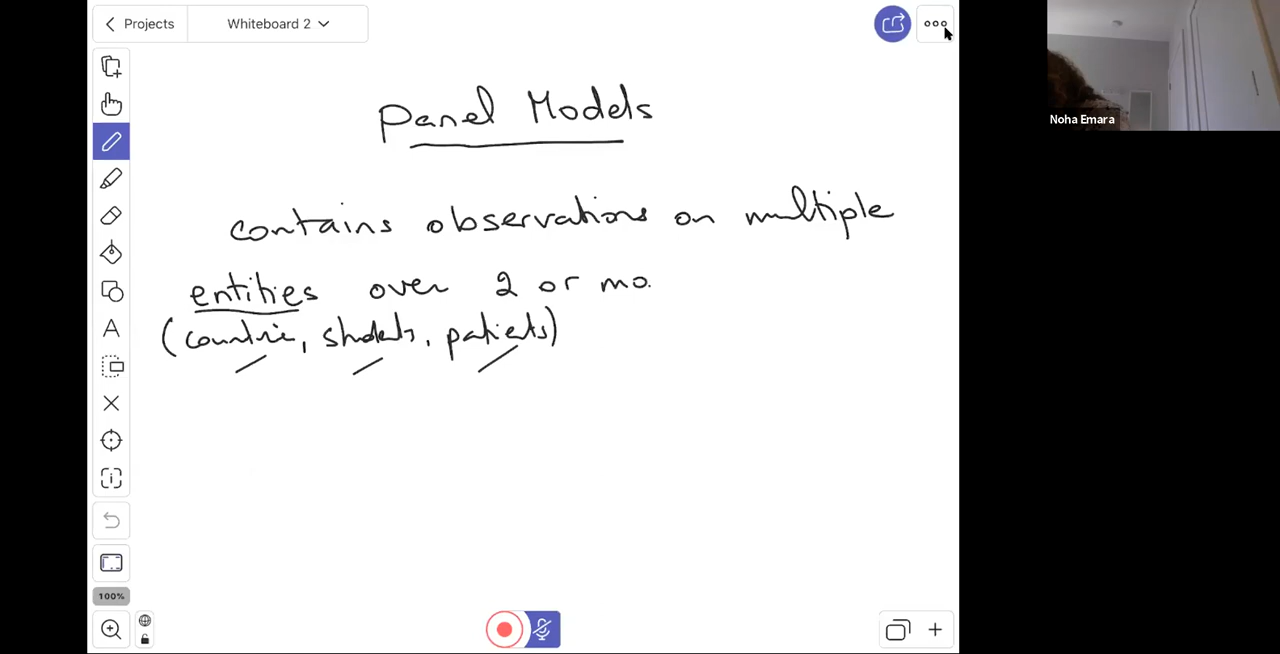 Projects
Whiteboard 2
Noha Emara
Panel Models
contains observations on multiple
entities over 2 or mo.
(countrie, students, patients)
A
100%